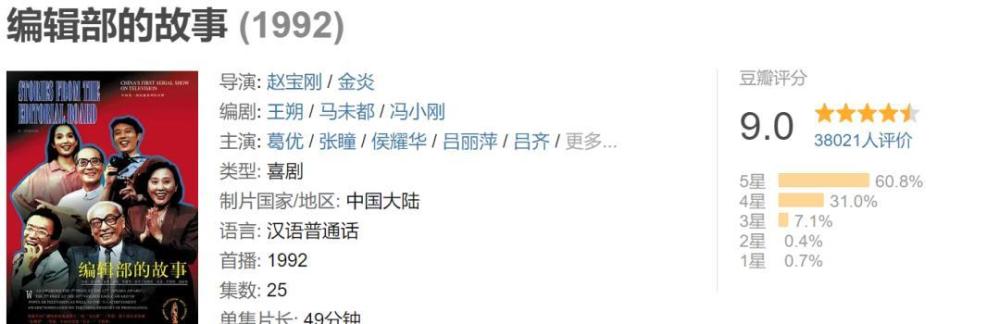 编辑部的故事 (1992)
STORIES FROM THE
EDITORIAL BOARD
CHINA'S FIRST SERIAL SHOW
ON TELEVISION
编辑部的故事
导演: 赵宝刚 / 金炎
编剧: 王朔 / 马未都 / 冯小刚
主演: 葛优 / 张瞳 / 侯耀华 / 吕丽萍 / 吕齐 / 更多...
类型: 喜剧
制片国家/地区: 中国大陆
语言: 汉语普通话
首播: 1992
集数: 25
单集片长: 49分钟
豆瓣评分
9.0
38021人评价
5星 60.8%
4星 31.0%
3星 7.1%
2星 0.4%
1星 0.7%